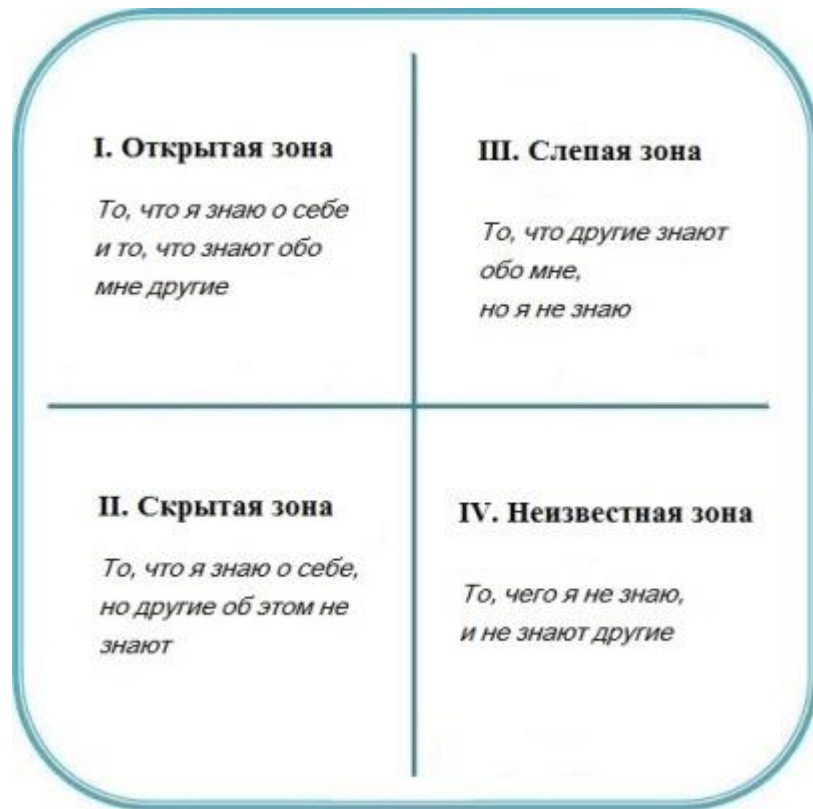 I. Открытая зона
То, что я знаю о себе
и то, что знают обо
мне другие
III. Слепая зона
То, что другие знают
обо мне,
но я не знаю
II. Скрытая зона
То, что я знаю о себе,
но другие об этом не
знают
IV. Неизвестная зона
То, чего я не знаю,
и не знают другие